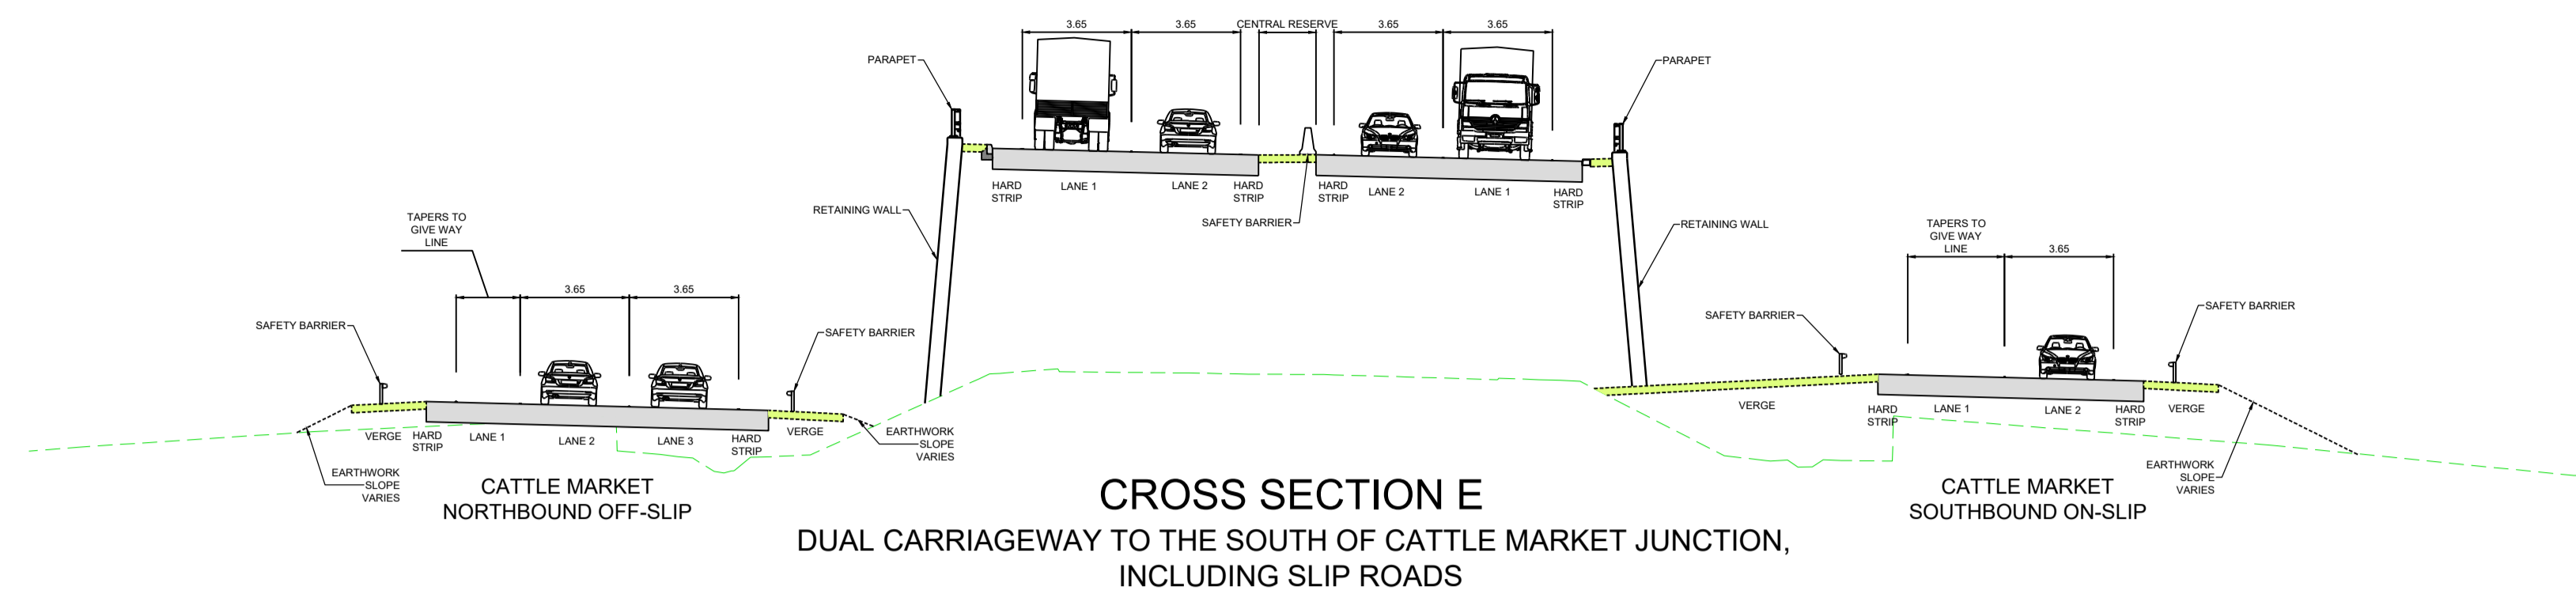 3.65
3.65
CENTRAL RESERVE
3.65
3.65
PARAPET
PARAPET
HARD
STRIP
LANE 1
LANE 2
HARD
STRIP
HARD
STRIP
LANE 2
LANE 1
HARD
STRIP
RETAINING WALL
SAFETY BARRIER
RETAINING WALL
TAPERS TO
GIVE WAY
LINE
3.65
3.65
TAPERS TO
GIVE WAY
LINE
3.65
SAFETY BARRIER
SAFETY BARRIER
SAFETY BARRIER
SAFETY BARRIER
VERGE
HARD
STRIP
LANE 1
LANE 2
LANE 3
HARD
STRIP
VERGE
EARTHWORK
SLOPE
VARIES
EARTHWORK
SLOPE
VARIES
VERGE
HARD
STRIP
LANE 1
LANE 2
HARD
STRIP
VERGE
EARTHWORK
SLOPE
VARIES
CATTLE MARKET
NORTHBOUND OFF-SLIP
CROSS SECTION E
DUAL CARRIAGEWAY TO THE SOUTH OF CATTLE MARKET JUNCTION,
INCLUDING SLIP ROADS
CATTLE MARKET
SOUTHBOUND ON-SLIP